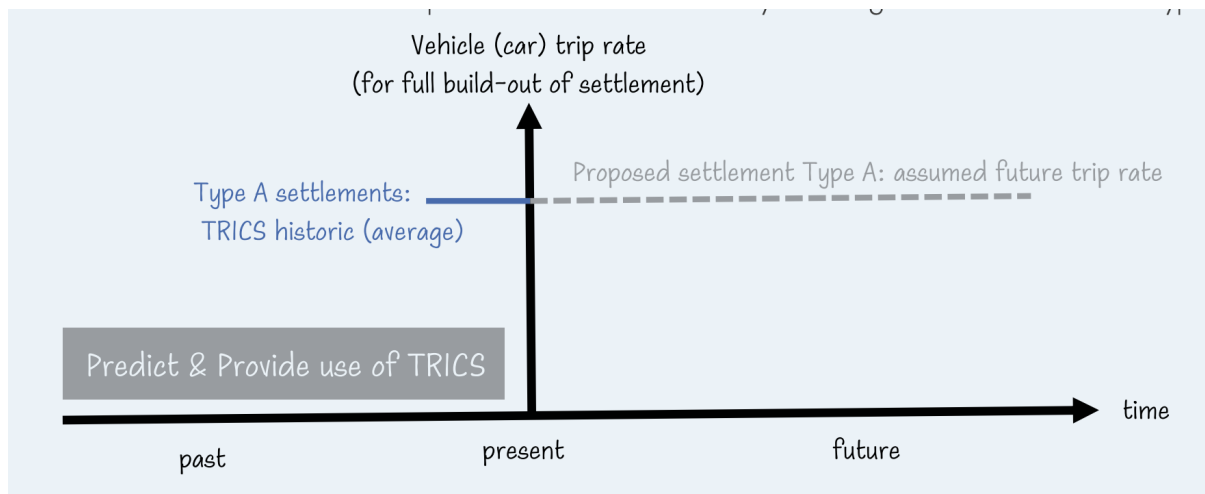 Vehicle (car) trip rate
(for full build-out of settlement)
Proposed settlement Type A: assumed future trip rate
Type A settlements:
TRICS historic (average)
Predict & Provide use of TRICS
time
past
present
future